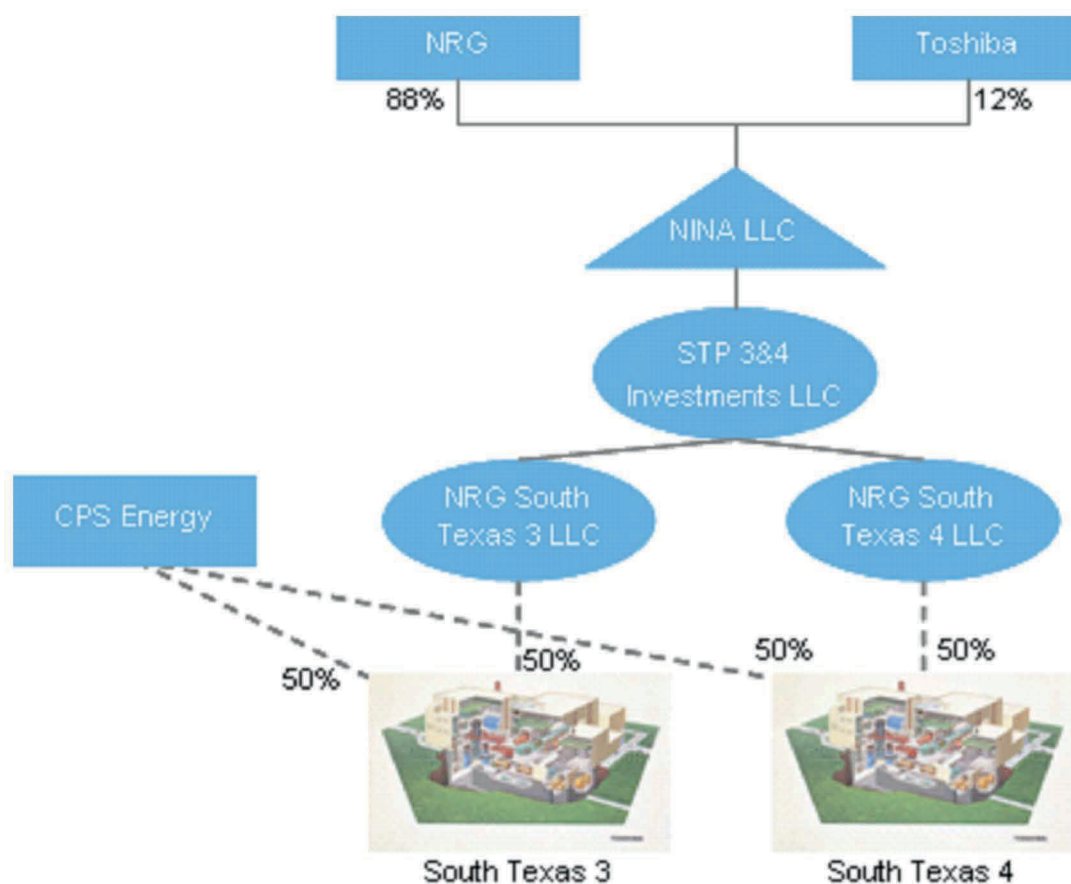 NRG
Toshiba
88%
12%
NINA LLC
STP 3&4
Investments LLC
CPS Energy
NRG South
Texas 3 LLC
NRG South
Texas 4 LLC
50%
50%
50%
50%
South Texas 3
South Texas 4